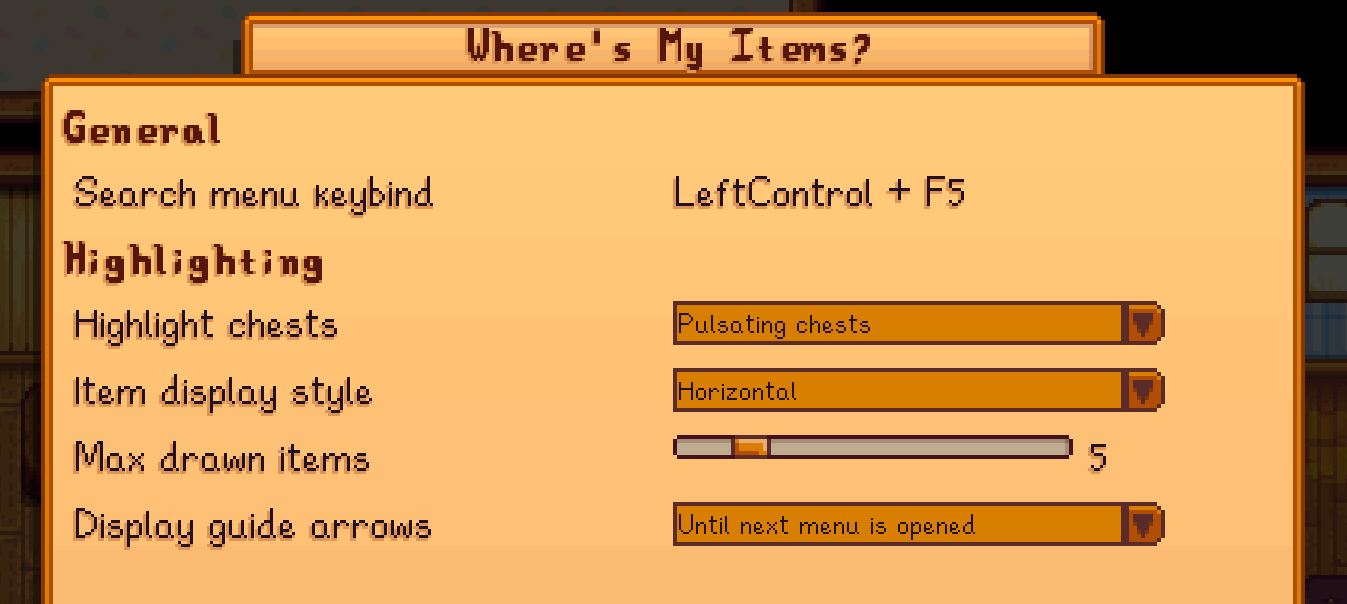 Where's My Items?
General
Search menu keybind LeftControl + F5
Highlighting
Highlight chests Pulsating chests
Item display style Horizontal
Max drawn items 5
Display guide arrows Until next menu is opened